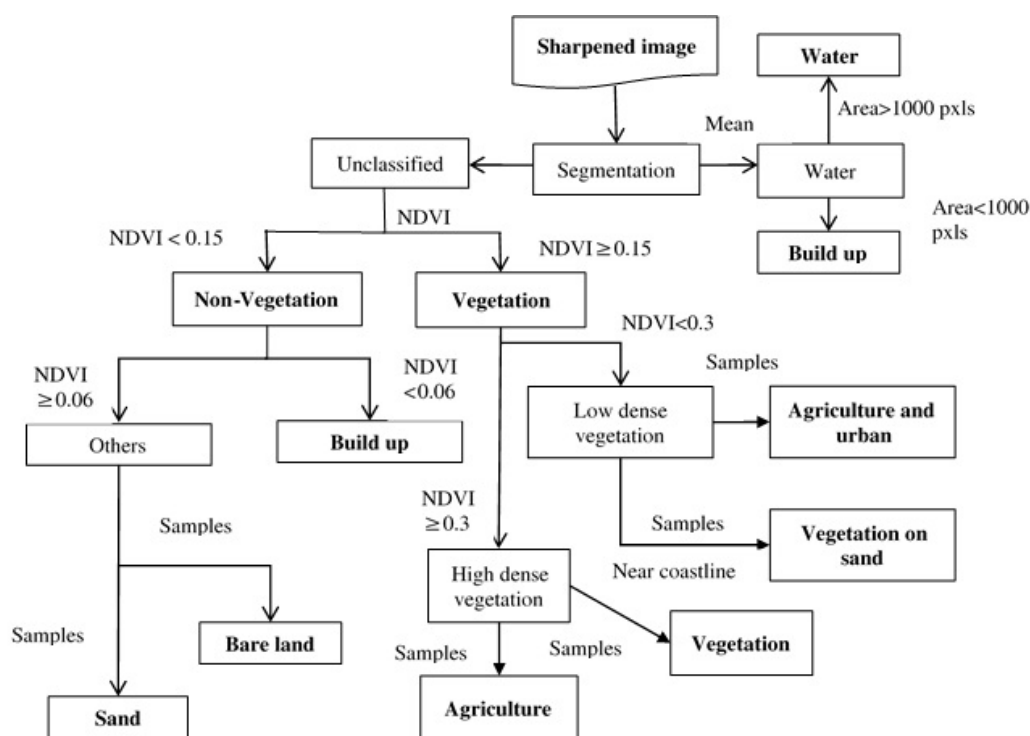 Sharpened image
Water
Area>1000 pxls
Mean
Unclassified
Segmentation
Water
NDVI
Area<1000
pxls
NDVI < 0.15
NDVI ≥ 0.15
Build up
Non-Vegetation
Vegetation
NDVI<0.3
Samples
NDVI
≥0.06
NDVI
<0.06
Low dense
vegetation
Agriculture and
urban
Others
Build up
NDVI
≥0.3
Samples
Samples
Vegetation on
sand
High dense
vegetation
Near coastline
Samples
Bare land
Samples
Samples
Vegetation
Sand
Agriculture